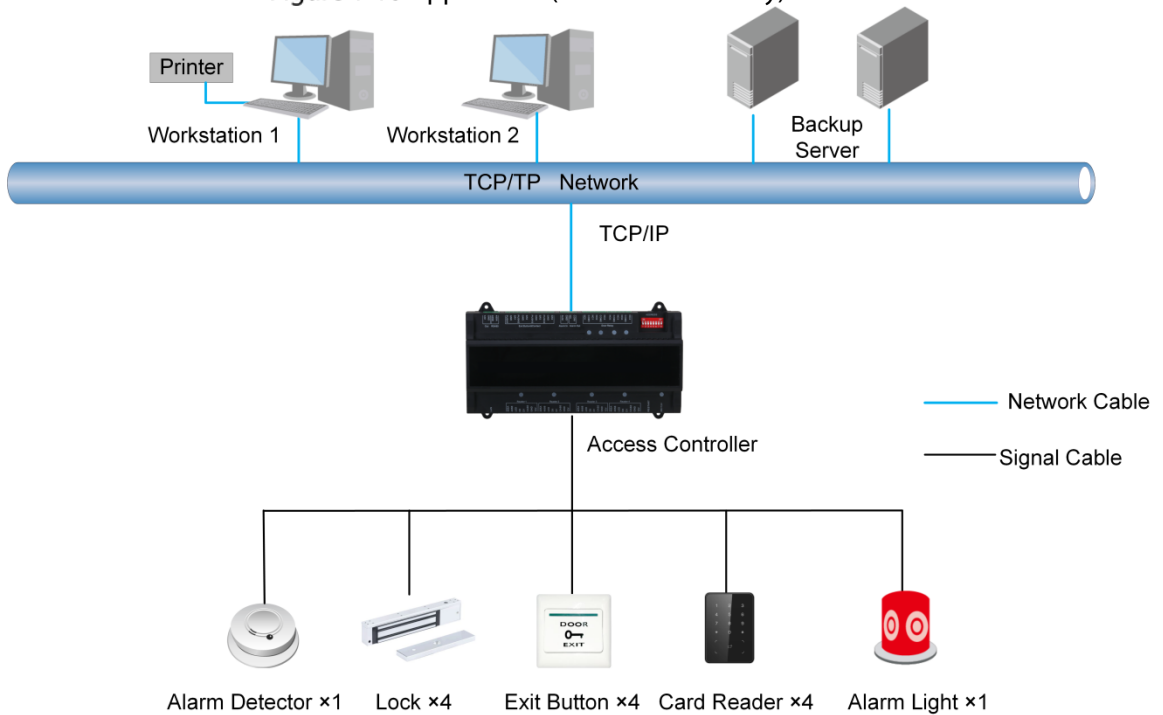 Printer
Workstation 1
Workstation 2
Backup
Server
TCP/TP Network
TCP/IP
Access Controller
Network Cable
Signal Cable
DOOR
EXIT
Alarm Detector ×1
Lock ×4
Exit Button ×4
Card Reader ×4
Alarm Light ×1